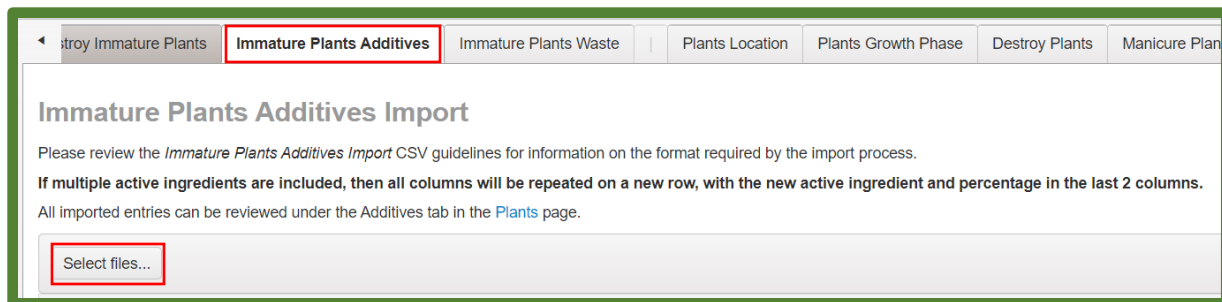 stroy Immature Plants Immature Plants Additives Immature Plants Waste | Plants Location Plants Growth Phase Destroy Plants Manicure Plan
Immature Plants Additives Import
Please review the Immature Plants Additives Import CSV guidelines for information on the format required by the import process.
If multiple active ingredients are included, then all columns will be repeated on a new row, with the new active ingredient and percentage in the last 2 columns.
All imported entries can be reviewed under the Additives tab in the Plants page.
Select files...